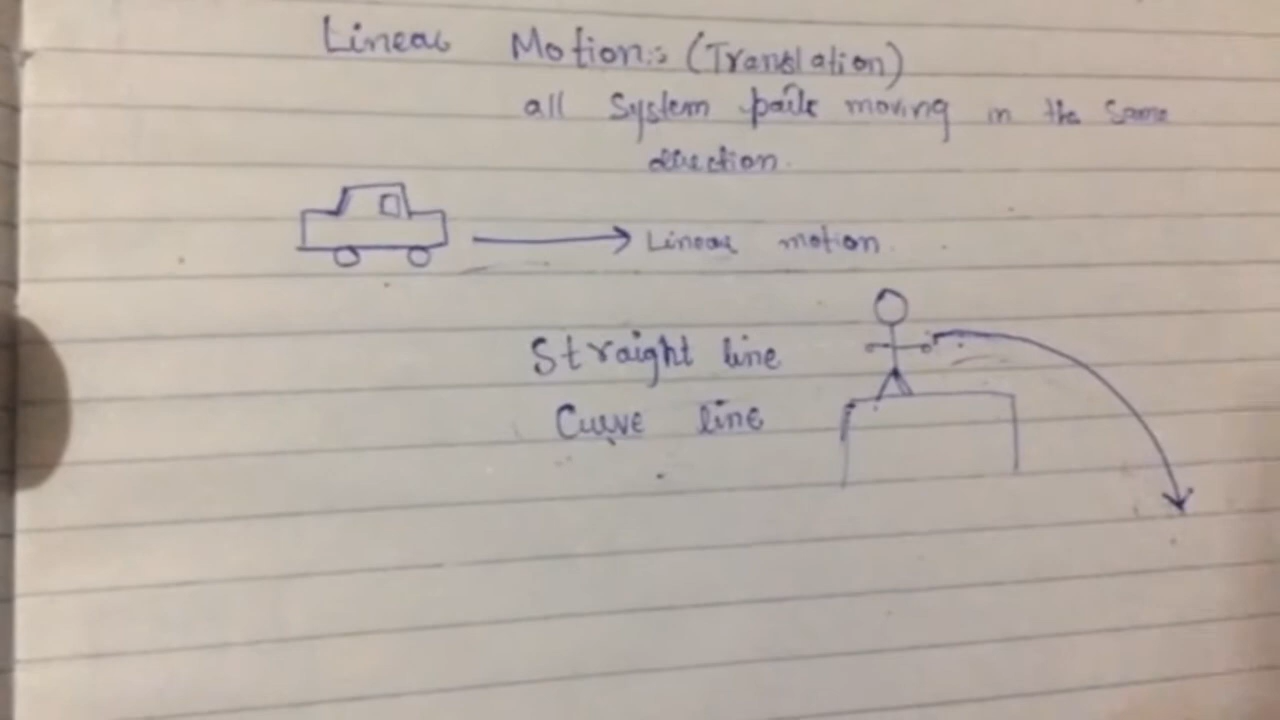 Linear Motion:: (Translation)
all System parts moving in the Same
direction.
Linear motion.
Straight line
Curve line